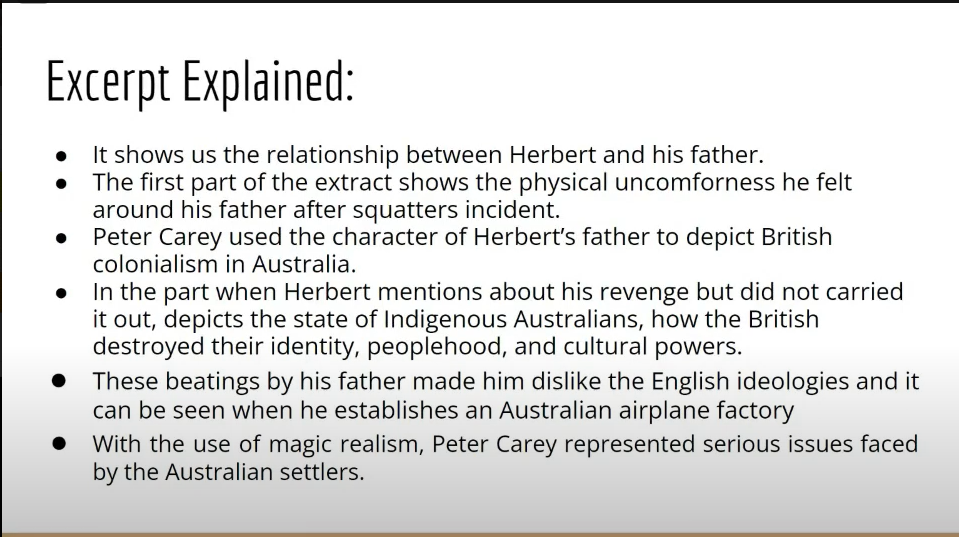 Excerpt Explained:
● It shows us the relationship between Herbert and his father.
● The first part of the extract shows the physical uncomforness he felt
around his father after squatters incident.
● Peter Carey used the character of Herbert's father to depict British
colonialism in Australia.
● In the part when Herbert mentions about his revenge but did not carried
it out, depicts the state of Indigenous Australians, how the British
destroyed their identity, peoplehood, and cultural powers.
● These beatings by his father made him dislike the English ideologies and it
can be seen when he establishes an Australian airplane factory
● With the use of magic realism, Peter Carey represented serious issues faced
by the Australian settlers.